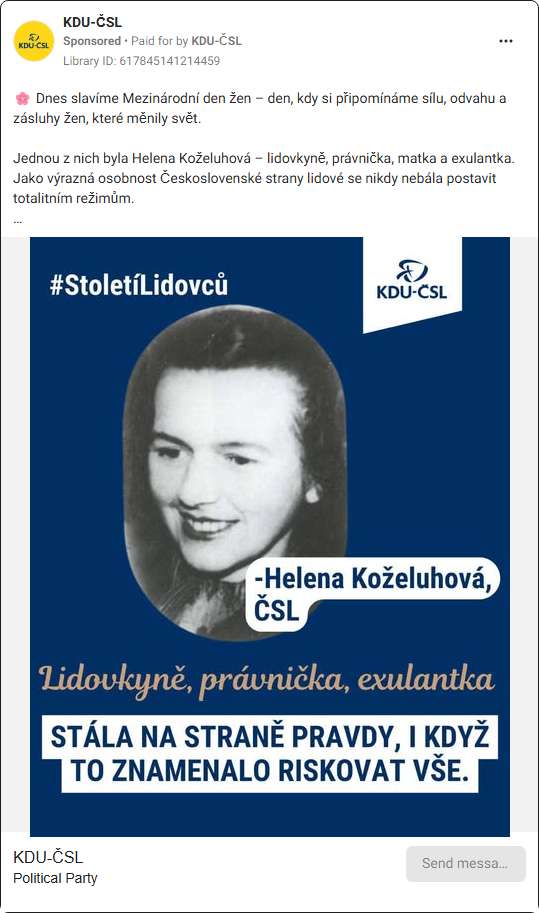 KDU-ČSL
KDU-ČSL
Sponsored • Paid for by KDU-ČSL
Library ID: 617845141214459
🌸 Dnes slavíme Mezinárodní den žen – den, kdy si připomínáme sílu, odvahu a
zásluhy žen, které měnily svět.
Jednou z nich byla Helena Koželuhová – lidovkyně, právnička, matka a exulantka.
Jako výrazná osobnost Československé strany lidové se nikdy nebála postavit
totalitním režimům.
...
#StoletíLidovců
KDU-ČSL
-Helena Koželuhová,
ČSL
Lidovkyně, právnička, exulantka
STÁLA NA STRANĚ PRAVDY, I KDYŽ
TO ZNAMENALO RISKOVAT VŠE.
KDU-ČSL
Political Party
Send messa...